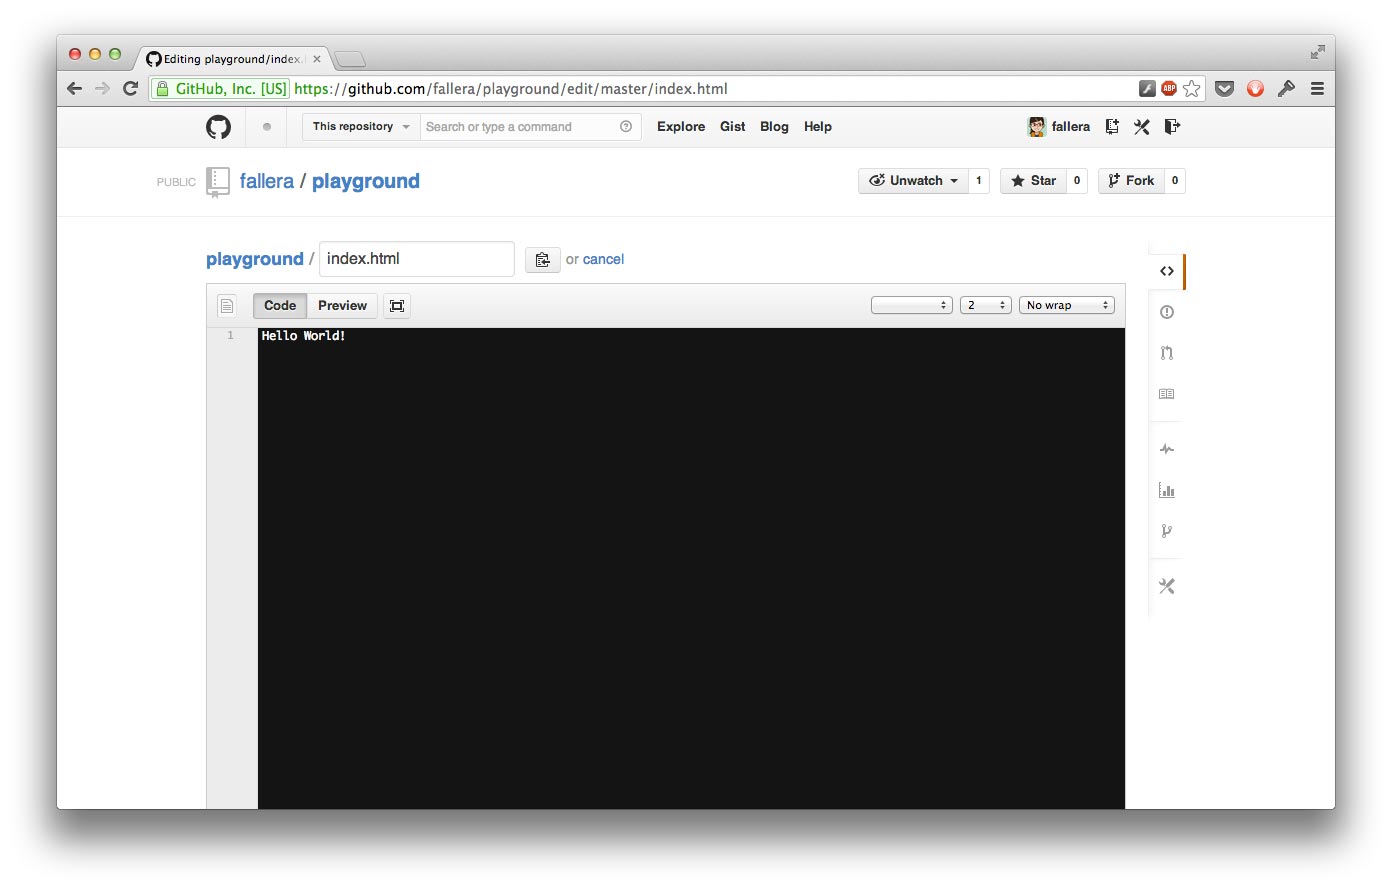 Editing playground/index.
GitHub, Inc. [US] https://github.com/fallera/playground/edit/master/index.html
ABP
This repository Search or type a command Explore Gist Blog Help fallera
PUBLIC fallera / playground Unwatch 1 Star 0 Fork 0
playground / index.html or cancel
Code Preview 2 No wrap
1 Hello World!